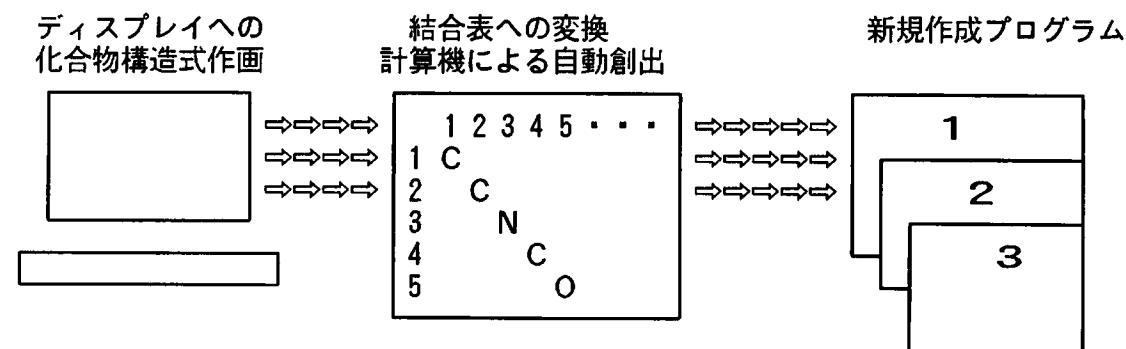 ディスプレイへの
化合物構造式作画
結合表への変換
計算機による自動創出
新規作成プログラム
⇨⇨⇨⇨
⇨⇨⇨⇨
⇨⇨⇨⇨
1 2 3 4 5 ・ ・ ・
1 C
2 C
3 N
4 C
5 O
⇨⇨⇨⇨⇨
⇨⇨⇨⇨⇨
⇨⇨⇨⇨⇨
1
2
3